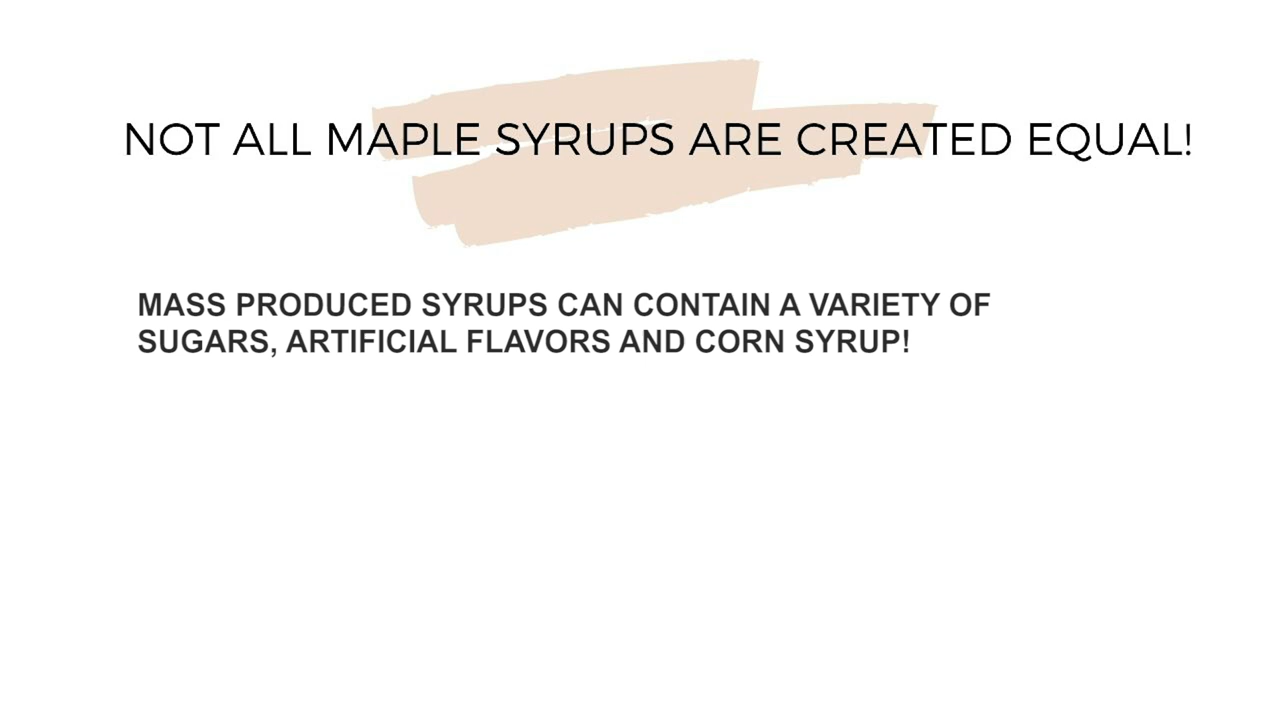 NOT ALL MAPLE SYRUPS ARE CREATED EQUAL!
MASS PRODUCED SYRUPS CAN CONTAIN A VARIETY OF
SUGARS, ARTIFICIAL FLAVORS AND CORN SYRUP!